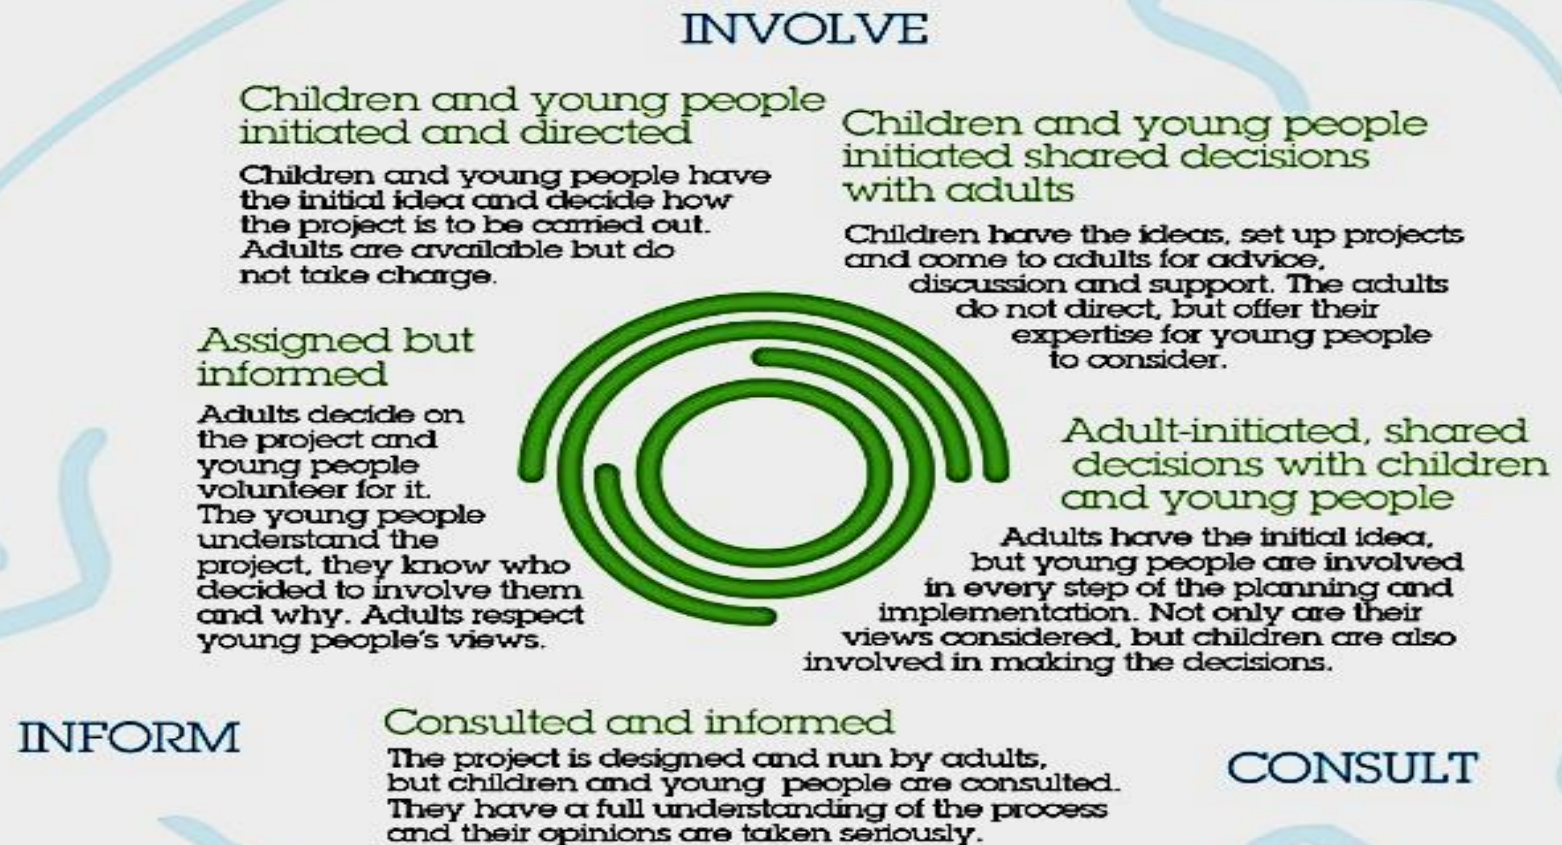 INVOLVE
Children and young people
initiated and directed
Children and young people have
the initial idea and decide how
the project is to be carried out.
Adults are available but do
not take charge.
Children and young people
initiated shared decisions
with adults
Children have the ideas, set up projects
and come to adults for advice,
discussion and support. The adults
do not direct, but offer their
expertise for young people
to consider.
Assigned but
informed
Adults decide on
the project and
young people
volunteer for it.
The young people
understand the
project, they know who
decided to involve them
and why. Adults respect
young people's views.
Adult-initiated, shared
decisions with children
and young people
Adults have the initial idea,
but young people are involved
in every step of the planning and
implementation. Not only are their
views considered, but children are also
involved in making the decisions.
INFORM
Consulted and informed
The project is designed and run by adults,
but children and young people are consulted.
They have a full understanding of the process
and their opinions are taken seriously.
CONSULT